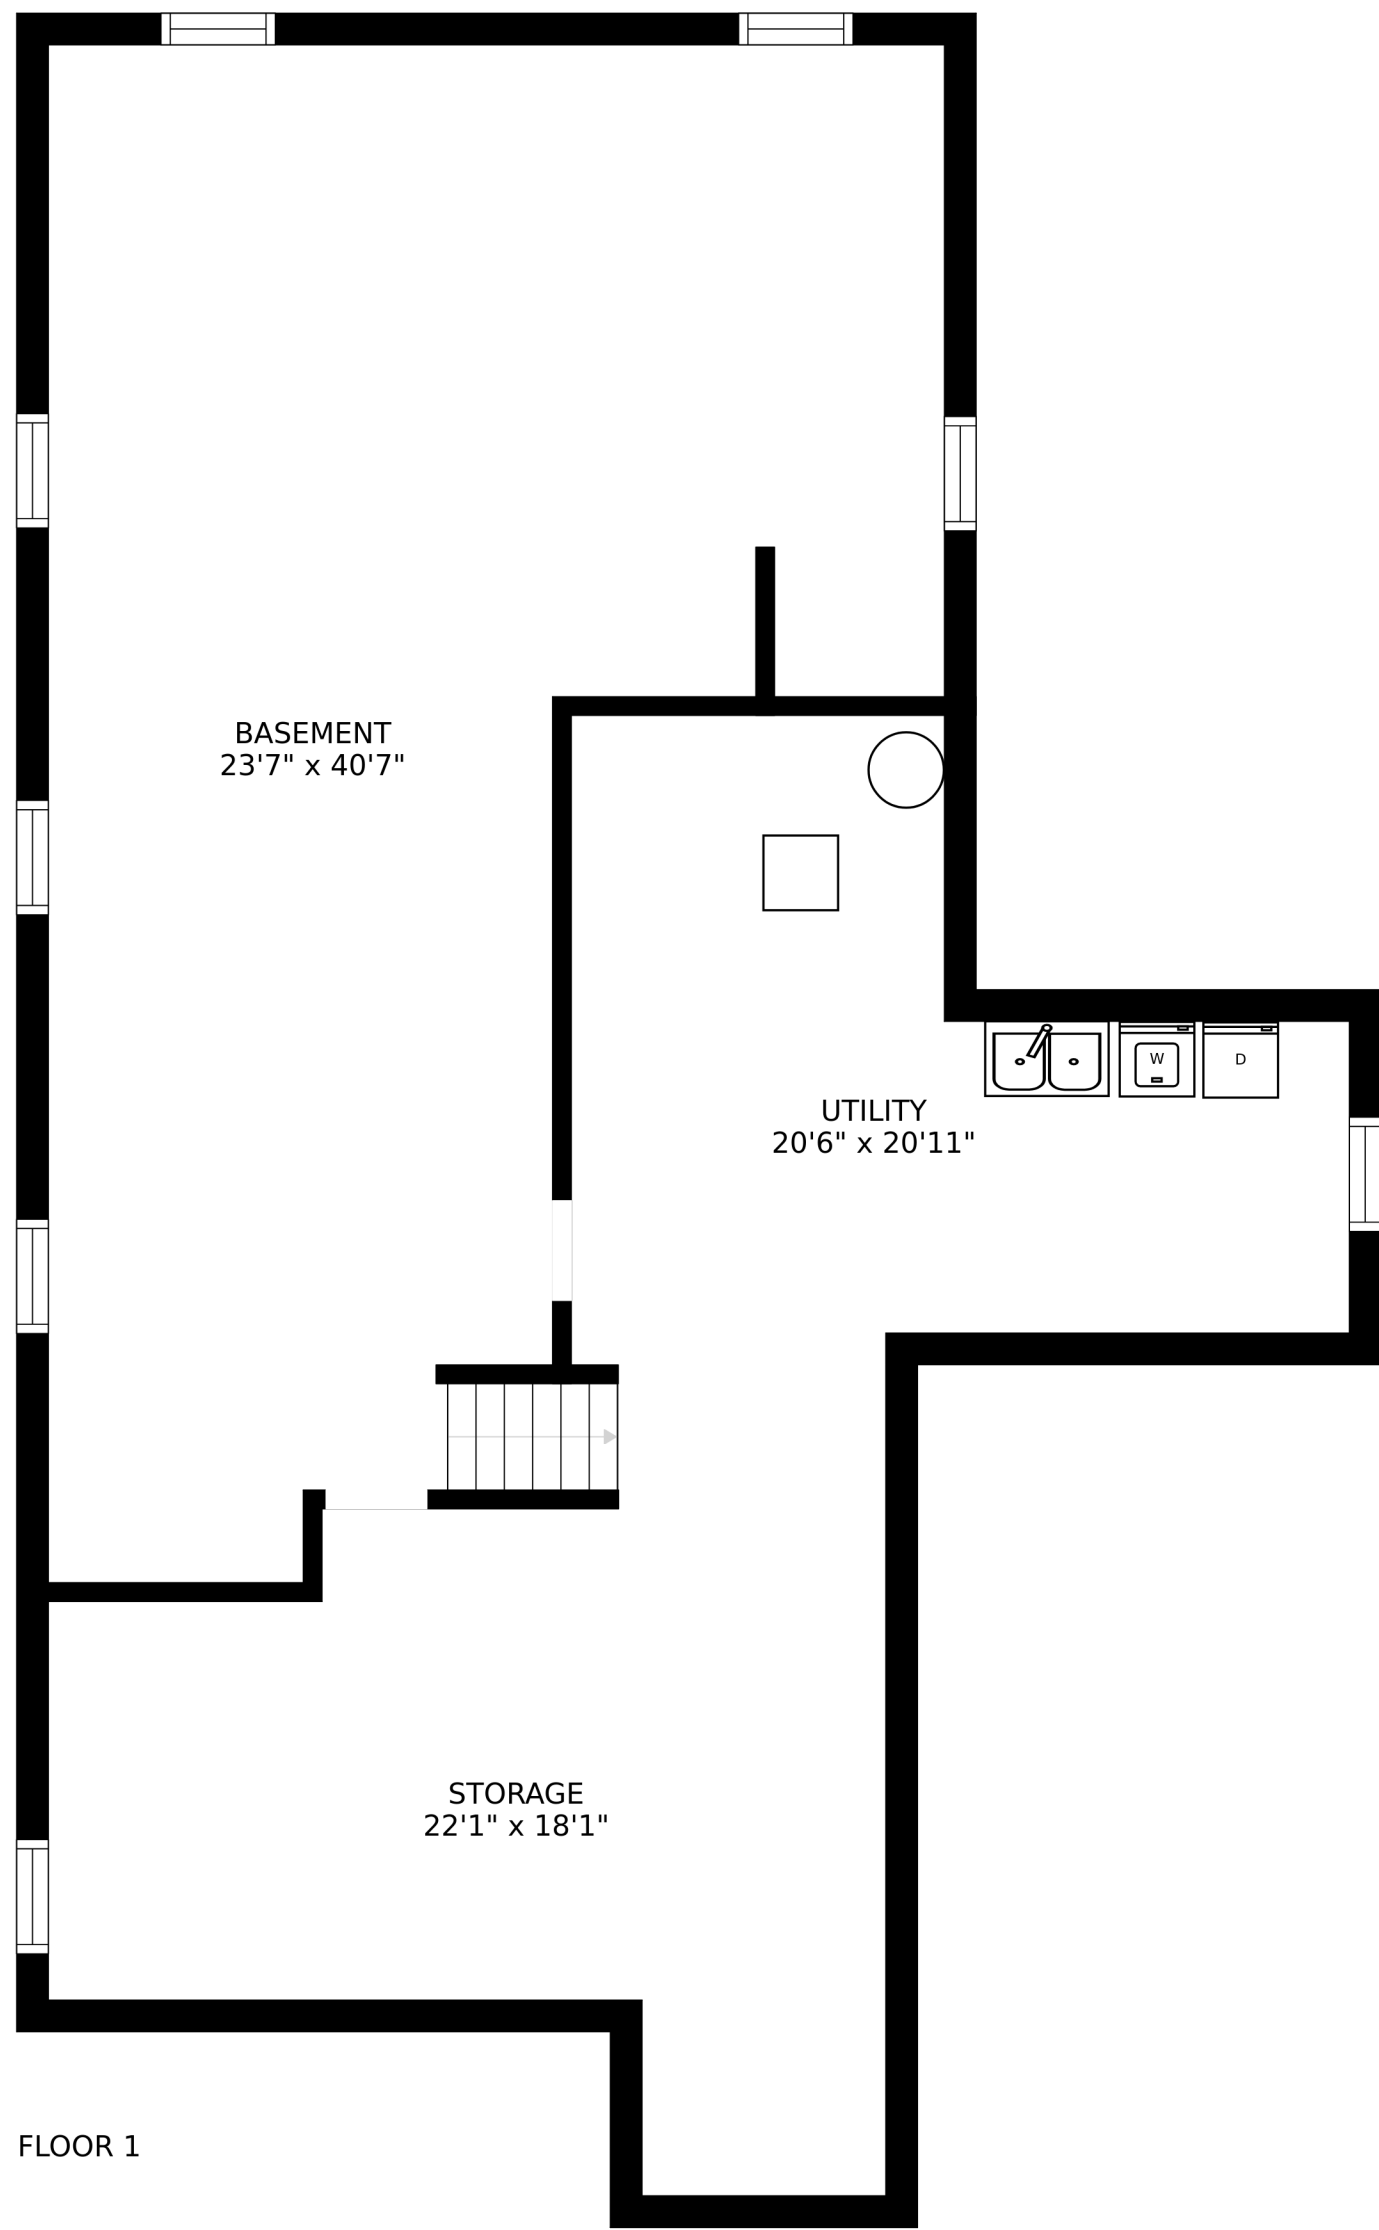 BASEMENT
23'7" x 40'7"
W
D
UTILITY
20'6" x 20'11"
STORAGE
22'1" x 18'1"
FLOOR 1